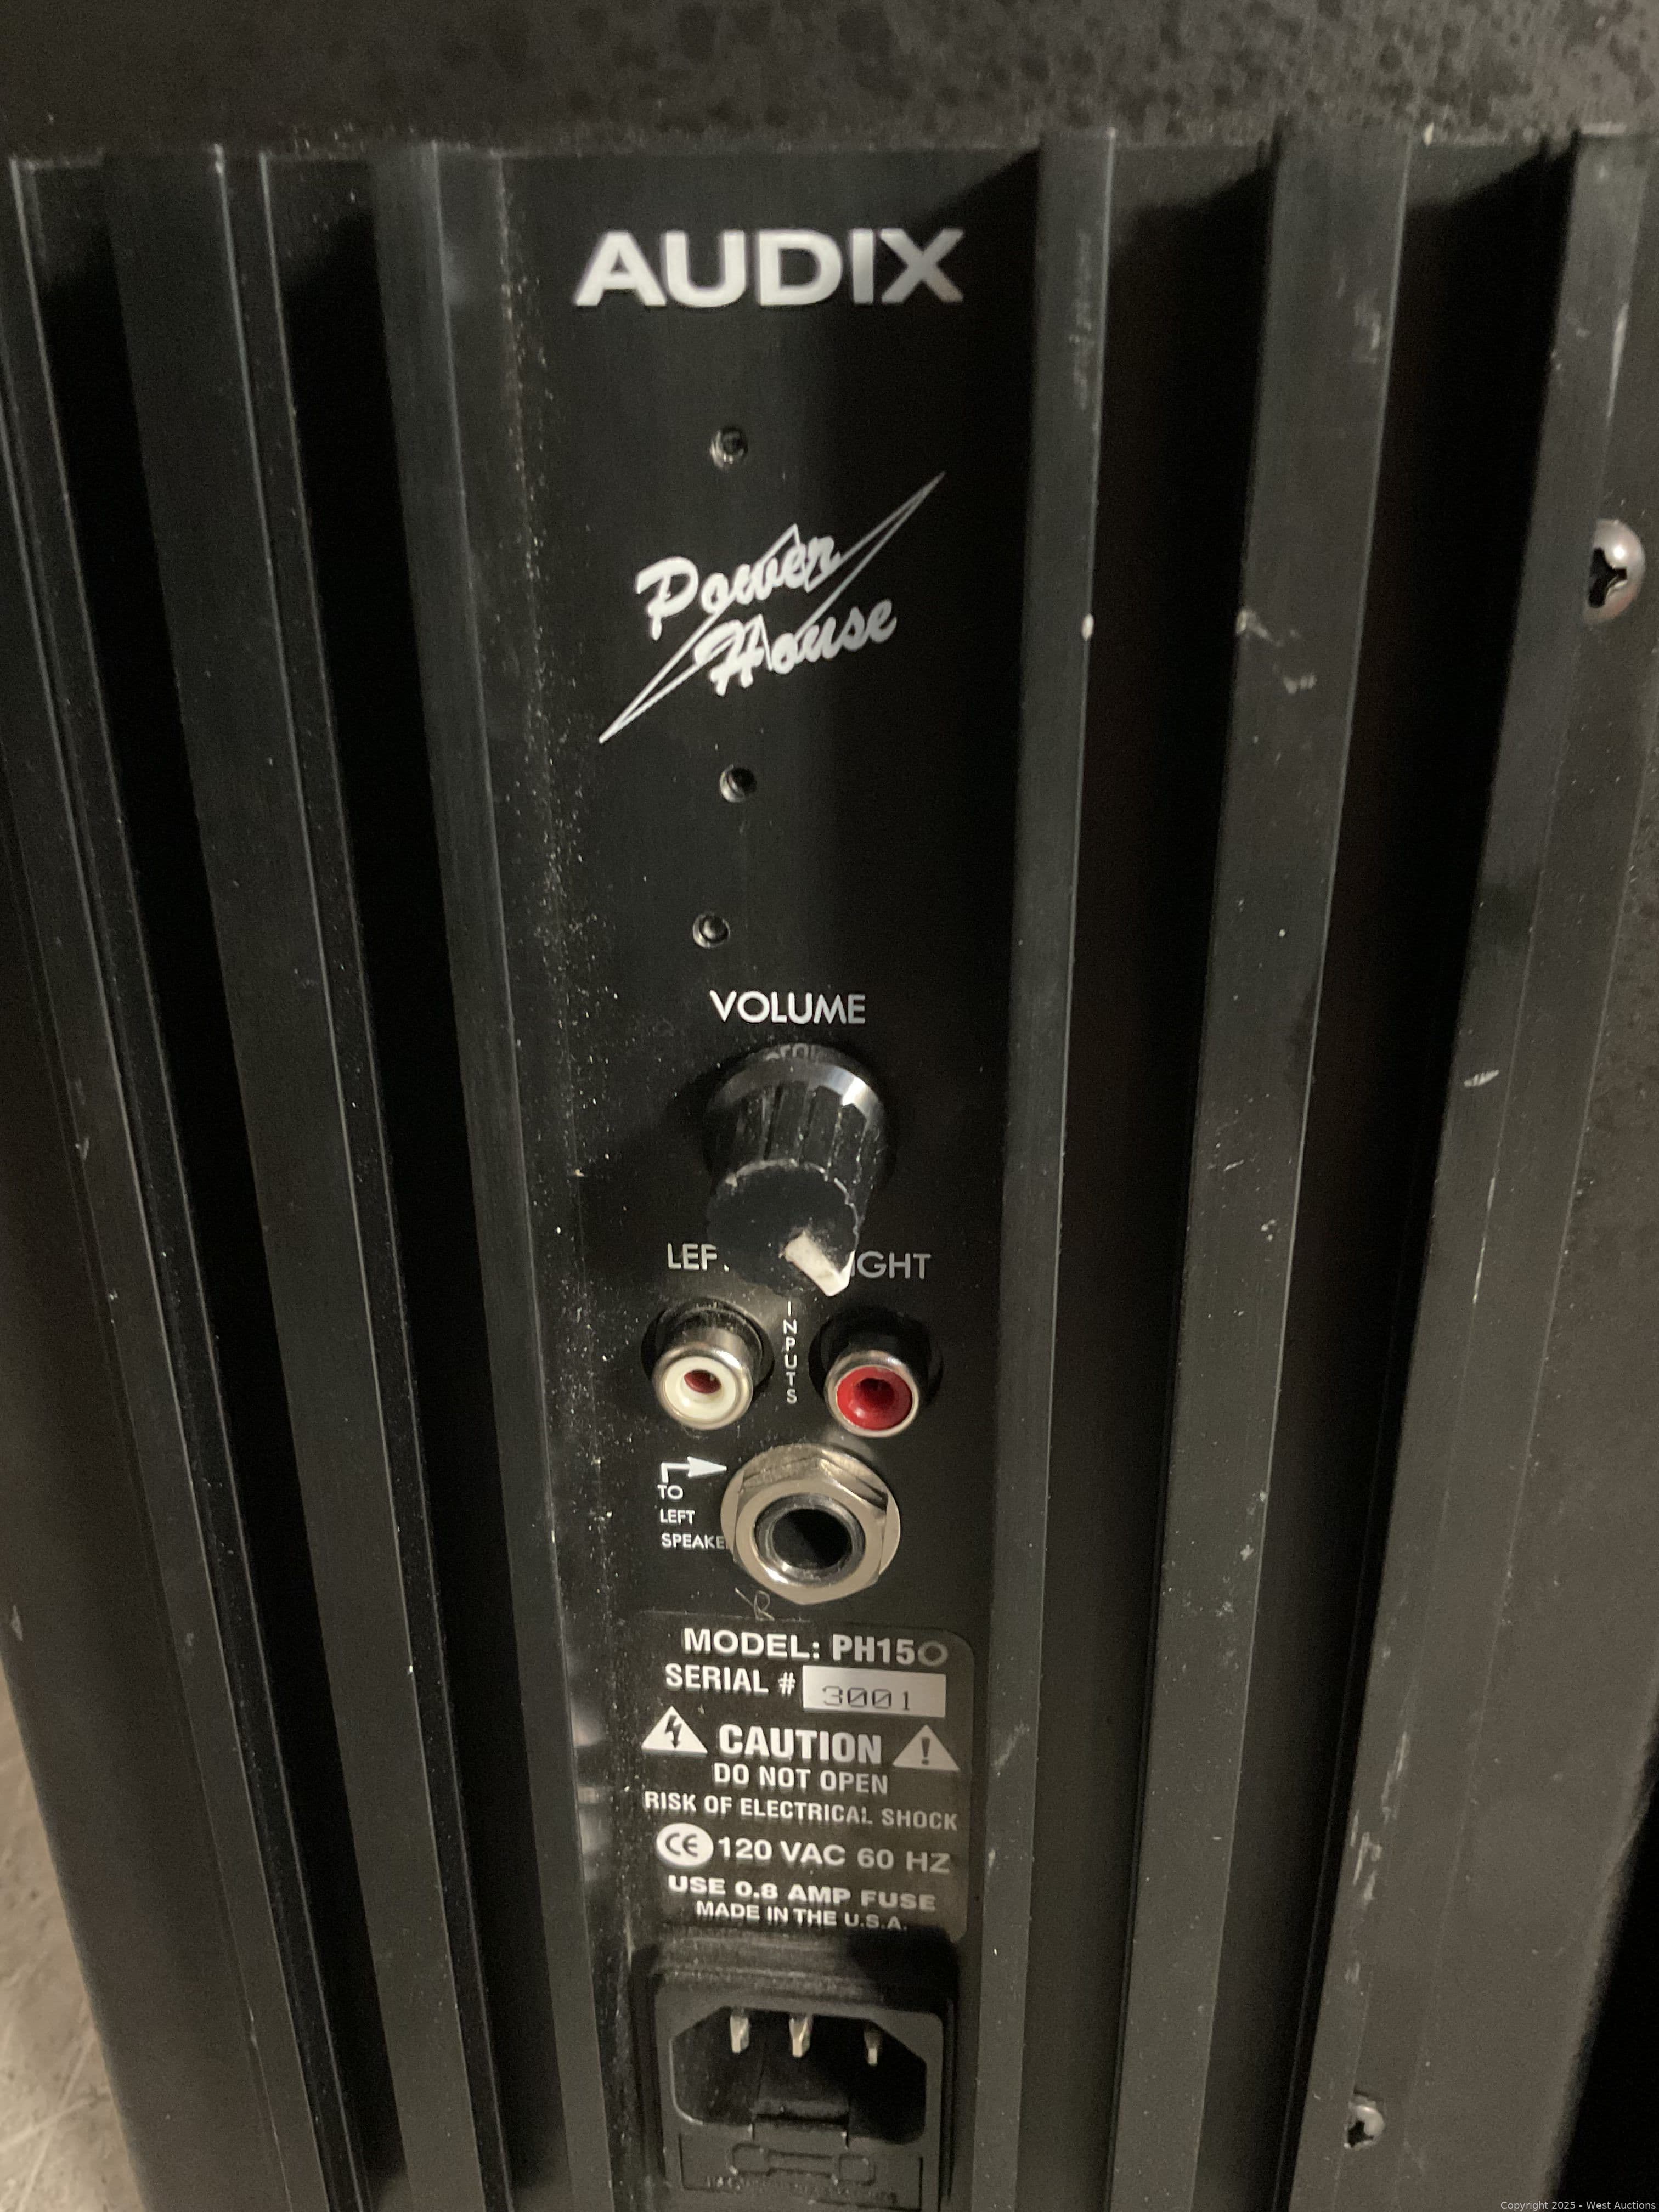 AUDIX
Power
House
VOLUME
LEF
IGHT
INPUTS
TO
LEFT
SPEAKE
MODEL: PH150
SERIAL # 3001
CAUTION
DO NOT OPEN
RISK OF ELECTRICAL SHOCK
CE 120 VAC 60 HZ
USE 0.8 AMP FUSE
MADE IN THE U.S.A.
Copyright 2025 - West Auctions